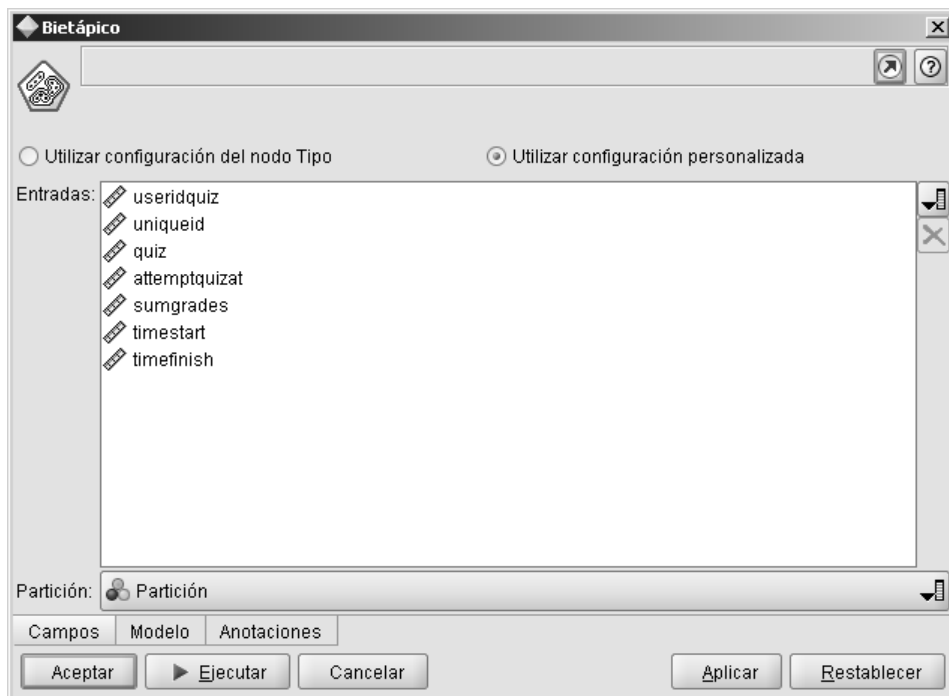 Bietápico
Utilizar configuración del nodo Tipo
Utilizar configuración personalizada
Entradas:
useridquiz
uniqueid
quiz
attemptquizat
sumgrades
timestart
timefinish
Partición: Partición
Campos Modelo Anotaciones
Aceptar Ejecutar Cancelar Aplicar Restablecer